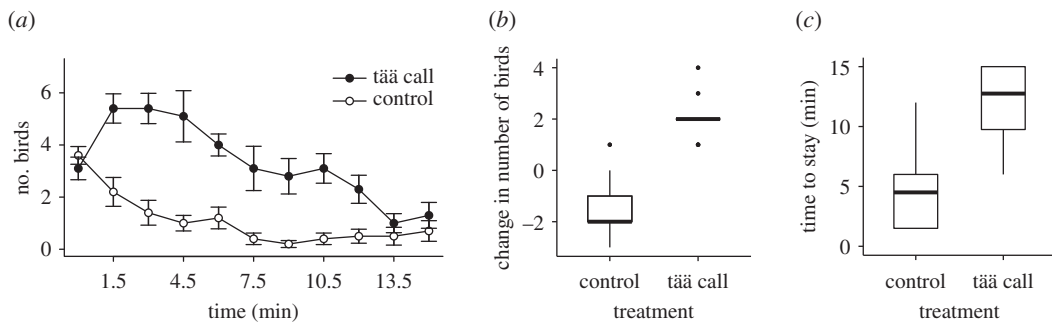 (a)
6
4
2
0
no. birds
tää call
control
1.5 4.5 7.5 10.5 13.5
time (min)
(b)
4
2
0
−2
change in number of birds
control tää call
treatment
(c)
15
10
5
0
time to stay (min)
control tää call
treatment